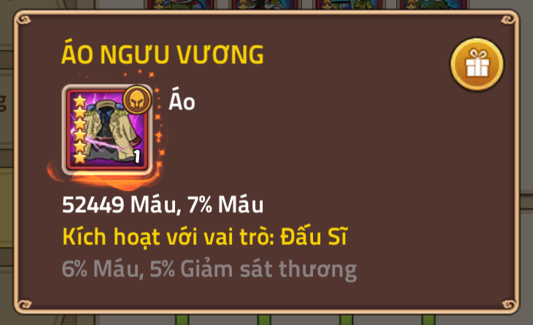 ÁO NGƯU VƯƠNG
Áo
1
52449 Máu, 7% Máu
Kích hoạt với vai trò: Đấu Sĩ
6% Máu, 5% Giảm sát thương